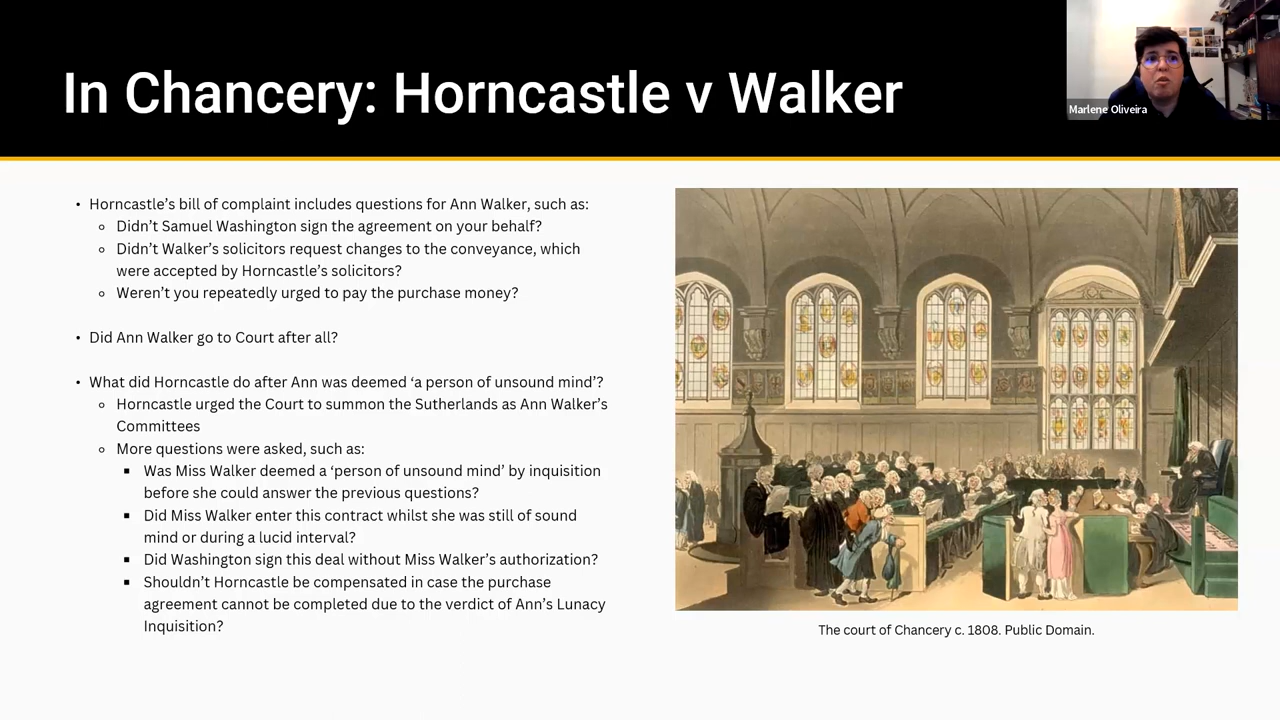 In Chancery: Horncastle v Walker
Marlene Oliveira
• Horncastle’s bill of complaint includes questions for Ann Walker, such as:
○ Didn’t Samuel Washington sign the agreement on your behalf?
○ Didn’t Walker’s solicitors request changes to the conveyance, which
were accepted by Horncastle’s solicitors?
○ Weren’t you repeatedly urged to pay the purchase money?
• Did Ann Walker go to Court after all?
• What did Horncastle do after Ann was deemed ‘a person of unsound mind’?
○ Horncastle urged the Court to summon the Sutherlands as Ann Walker’s
Committees
○ More questions were asked, such as:
▪ Was Miss Walker deemed a ‘person of unsound mind’ by inquisition
before she could answer the previous questions?
▪ Did Miss Walker enter this contract whilst she was still of sound
mind or during a lucid interval?
▪ Did Washington sign this deal without Miss Walker’s authorization?
▪ Shouldn’t Horncastle be compensated in case the purchase
agreement cannot be completed due to the verdict of Ann’s Lunacy
Inquisition?
The court of Chancery c. 1808. Public Domain.